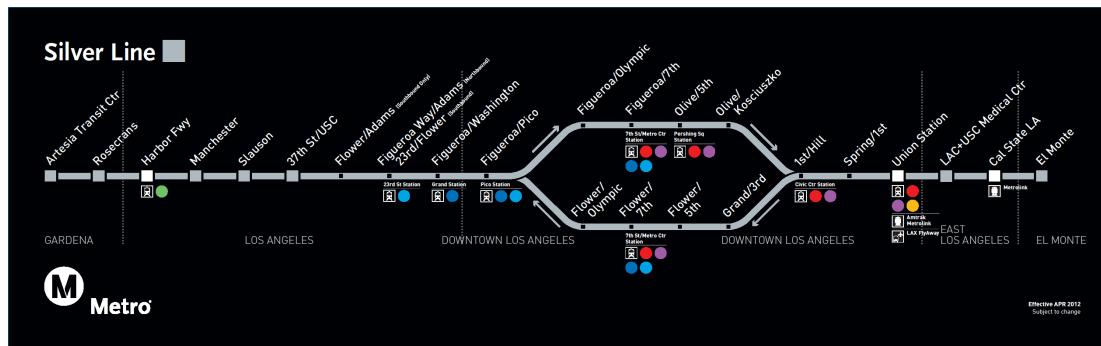 Silver Line
Artesia Transit Ctr
Rosecrans
Harbor Fwy
Manchester
Slauson
37th St/USC
Flower/Adams (Southbound Only)
Figueroa Way/Adams (Northbound)
23rd/Flower (Southbound)
Figueroa/Washington
Figueroa/Pico
Figueroa/Olympic
Figueroa/7th
Olive/5th
Olive/
Kosciuszko
1st/Hill
Spring/1st
Union Station
LAC+USC Medical Ctr
Cal State LA
El Monte
7th St/Metro Ctr
Station
Pershing Sq
Station
23rd St Station
Grand Station
Pico Station
Civic Ctr Station
Metrolink
Amtrak
Metrolink
LAX FlyAway
Flower/
Olympic
Flower/
7th
Flower/
5th
Grand/3rd
7th St/Metro Ctr
Station
GARDENA
LOS ANGELES
DOWNTOWN LOS ANGELES
DOWNTOWN LOS ANGELES
EAST
LOS ANGELES
EL MONTE
M
Metro
Effective APR 2012
Subject to change